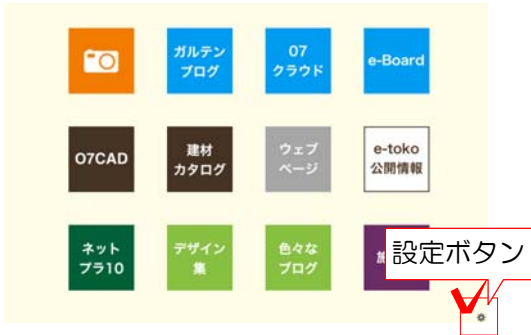 ガルテン
ブログ
07
クラウド
e-Board
O7CAD
建材
カタログ
ウェブ
ページ
e-toko
公開情報
ネット
プラ10
デザイン
集
色々な
ブログ
設定ボタン